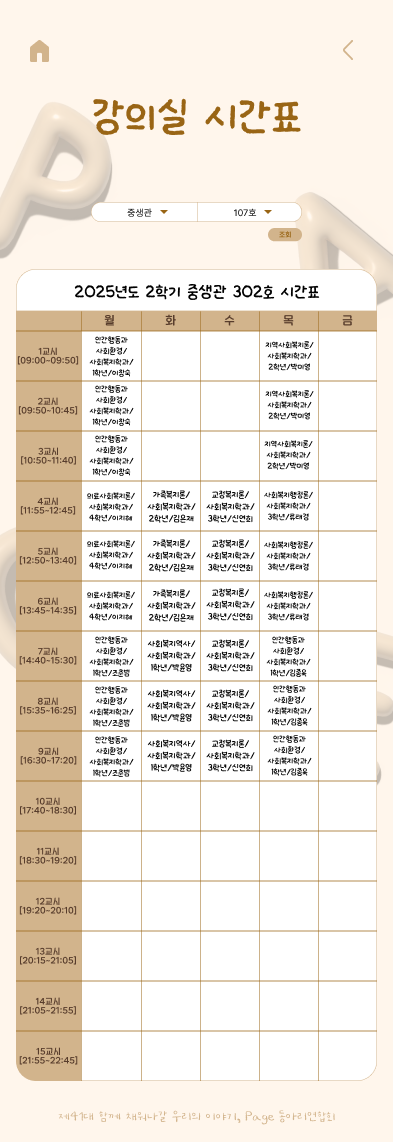 강의실 시간표
중생관 107호
조회
2025년도 2학기 중생관 302호 시간표
월 화 수 목 금
1교시
[09:00~09:50]
인간행동과
사회환경/
사회복지학과/
1학년/이창숙
지역사회복지론/
사회복지학과/
2학년/박미영
2교시
[09:50~10:45]
인간행동과
사회환경/
사회복지학과/
1학년/이창숙
지역사회복지론/
사회복지학과/
2학년/박미영
3교시
[10:50~11:40]
인간행동과
사회환경/
사회복지학과/
1학년/이창숙
지역사회복지론/
사회복지학과/
2학년/박미영
4교시
[11:55~12:45]
의료사회복지론/
사회복지학과/
4학년/이지혜
가족복지론/
사회복지학과/
2학년/김은재
교정복지론/
사회복지학과/
3학년/신연희
사회복지행정론/
사회복지학과/
3학년/류태경
5교시
[12:50~13:40]
의료사회복지론/
사회복지학과/
4학년/이지혜
가족복지론/
사회복지학과/
2학년/김은재
교정복지론/
사회복지학과/
3학년/신연희
사회복지행정론/
사회복지학과/
3학년/류태경
6교시
[13:45~14:35]
의료사회복지론/
사회복지학과/
4학년/이지혜
가족복지론/
사회복지학과/
2학년/김은재
교정복지론/
사회복지학과/
3학년/신연희
사회복지행정론/
사회복지학과/
3학년/류태경
7교시
[14:40~15:30]
인간행동과
사회환경/
사회복지학과/
1학년/조준범
사회복지역사/
사회복지학과/
1학년/박윤영
교정복지론/
사회복지학과/
3학년/신연희
인간행동과
사회환경/
사회복지학과/
1학년/김종욱
8교시
[15:35~16:25]
인간행동과
사회환경/
사회복지학과/
1학년/조준범
사회복지역사/
사회복지학과/
1학년/박윤영
교정복지론/
사회복지학과/
3학년/신연희
인간행동과
사회환경/
사회복지학과/
1학년/김종욱
9교시
[16:30~17:20]
인간행동과
사회환경/
사회복지학과/
1학년/조준범
사회복지역사/
사회복지학과/
1학년/박윤영
교정복지론/
사회복지학과/
3학년/신연희
인간행동과
사회환경/
사회복지학과/
1학년/김종욱
10교시
[17:40~18:30]
11교시
[18:30~19:20]
12교시
[19:20~20:10]
13교시
[20:15~21:05]
14교시
[21:05~21:55]
15교시
[21:55~22:45]
제41대 함께 채워나갈 우리의 이야기, Page 동아리연합회